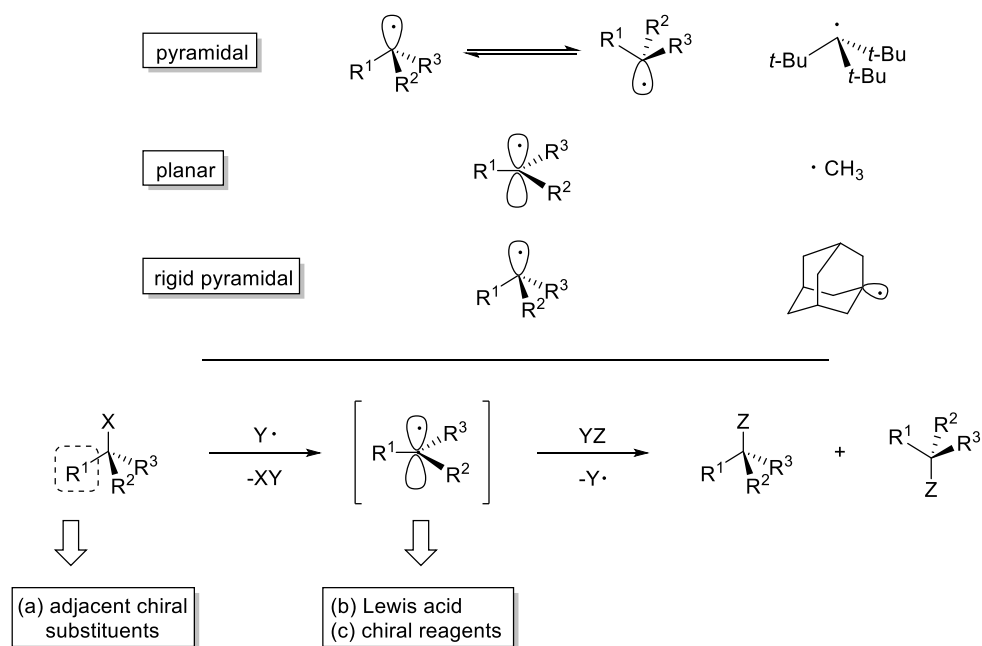 pyramidal
R1 R2 R3
R1 R2 R3
t-Bu t-Bu t-Bu
planar
R1 R3 R2
· CH3
rigid pyramidal
R1 R2 R3
X
R1 R2 R3
Y·
-XY
R1 R3 R2
YZ
-Y·
Z
R1 R2 R3
+
R1 R2 R3
Z
(a) adjacent chiral
substituents
(b) Lewis acid
(c) chiral reagents